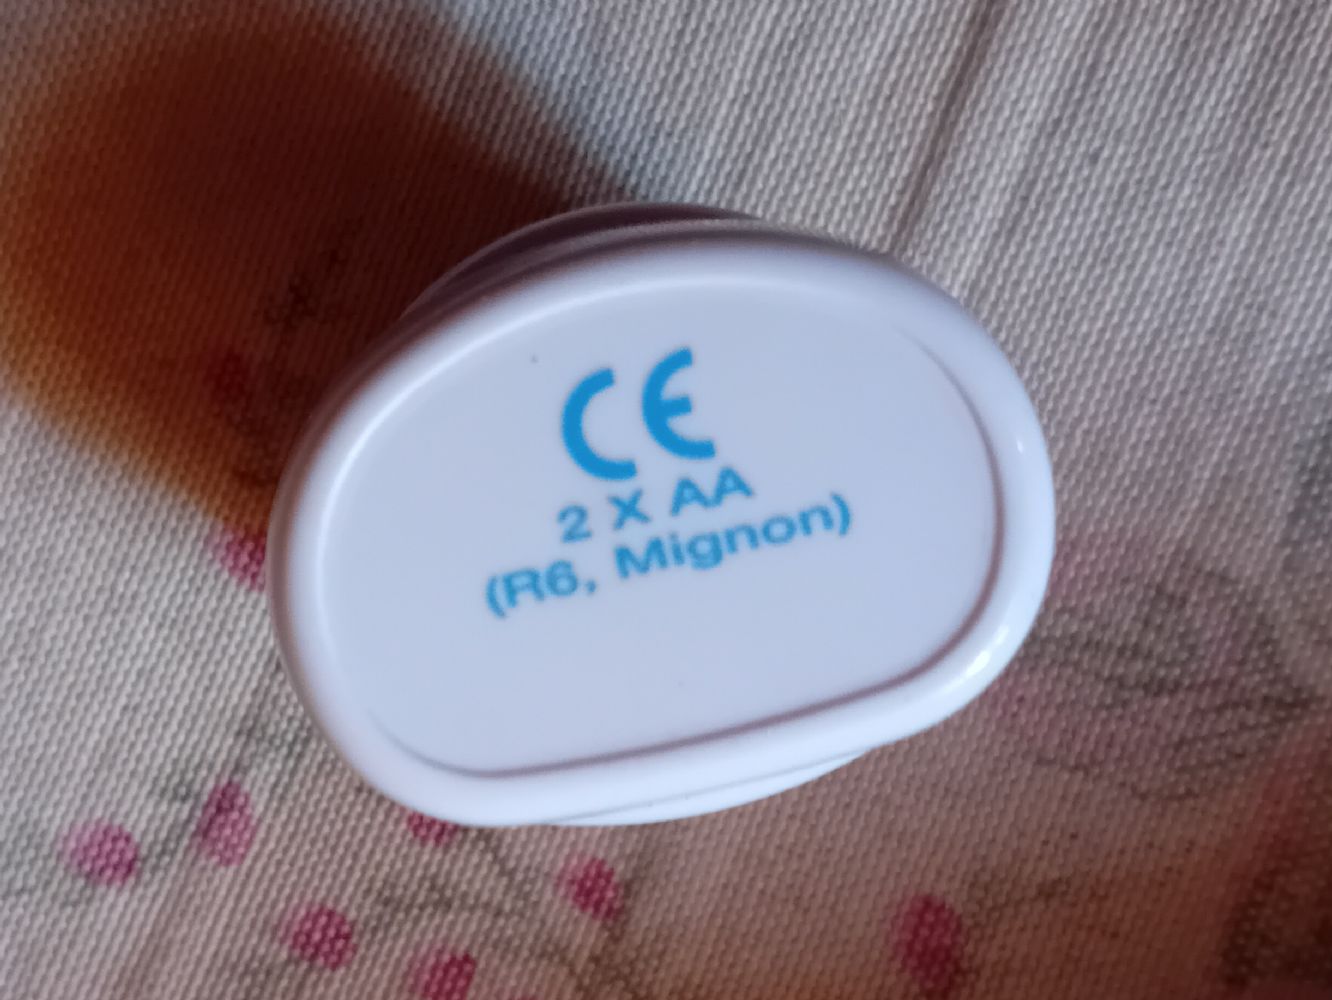 CE
2 X AA
(R6, Mignon)